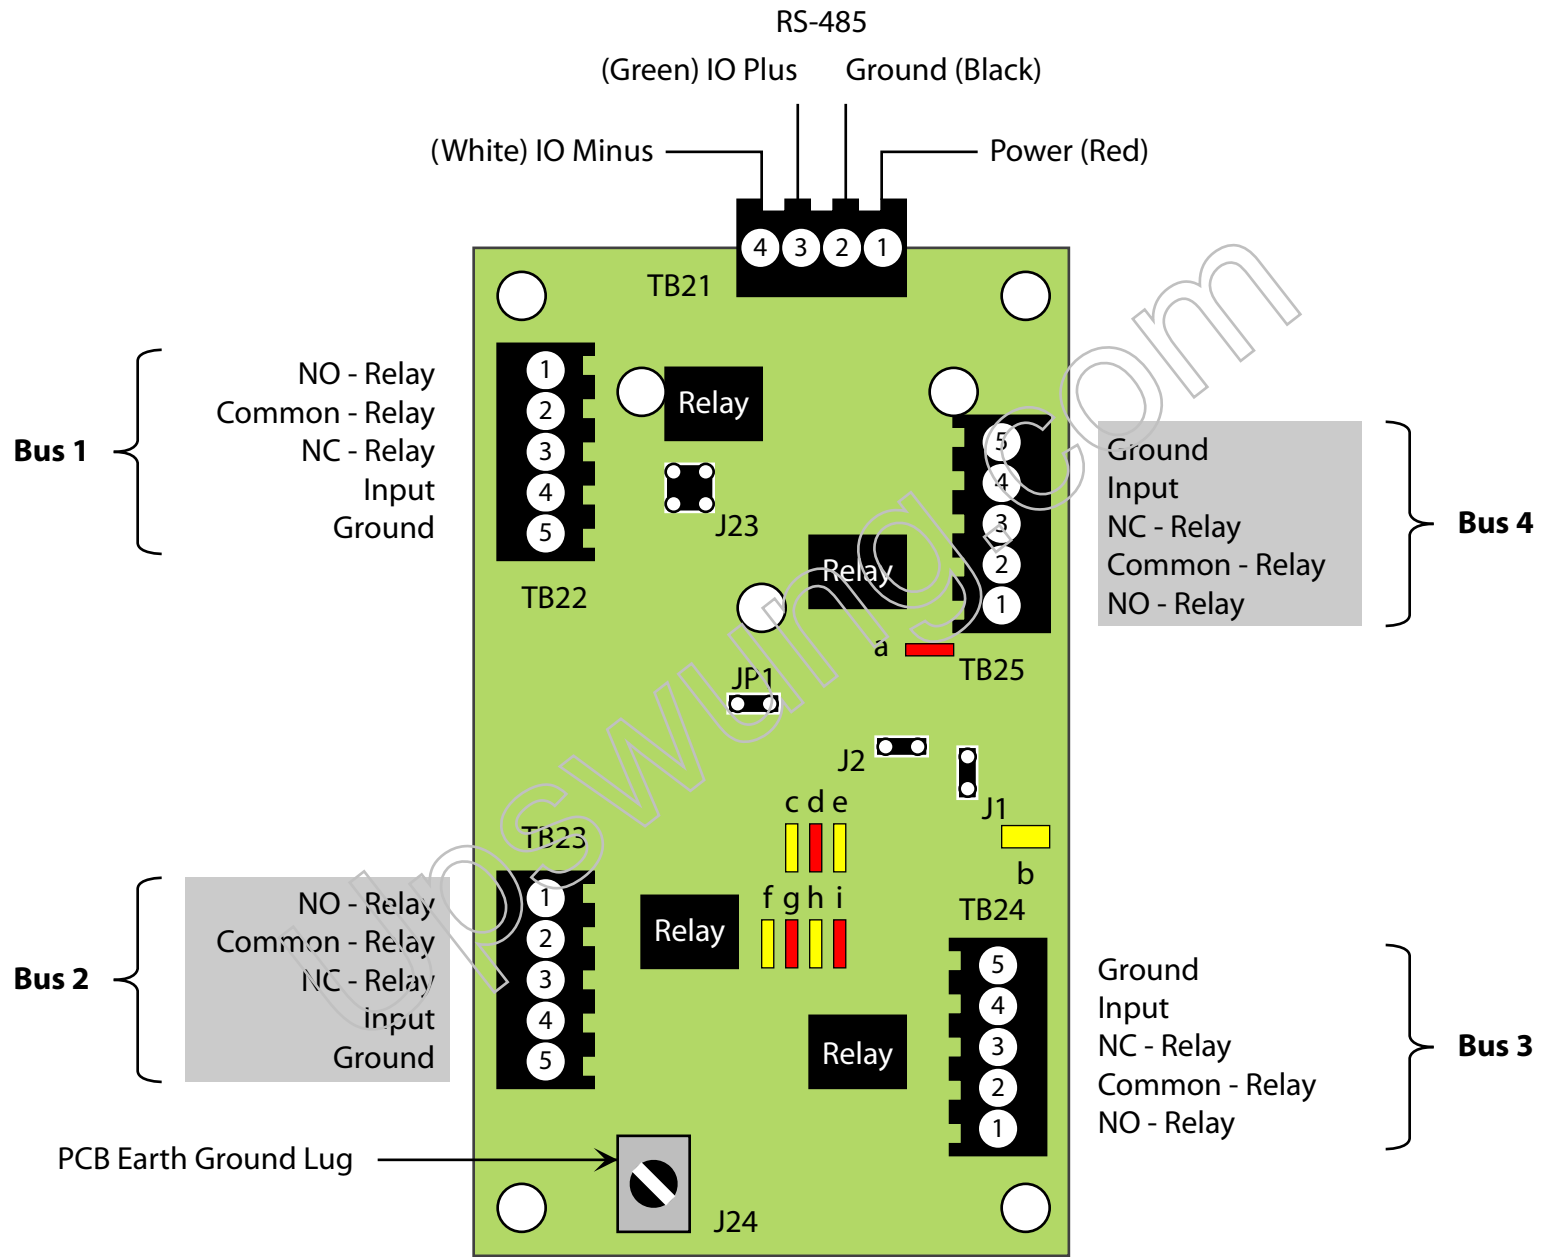 RS-485
(Green) IO Plus
Ground (Black)
(White) IO Minus
Power (Red)
4 3 2 1
TB21
Bus 1
NO - Relay
Common - Relay
NC - Relay
Input
Ground
1
2
3
4
5
TB22
Relay
J23
Relay
5
4
3
2
1
TB25
Ground
Input
NC - Relay
Common - Relay
NO - Relay
Bus 4
a
JP1
J2
J1
c d e
b
f g h i
TB23
Bus 2
NO - Relay
Common - Relay
NC - Relay
Input
Ground
1
2
3
4
5
Relay
Relay
TB24
5
4
3
2
1
Ground
Input
NC - Relay
Common - Relay
NO - Relay
Bus 3
PCB Earth Ground Lug
J24
upswung.com